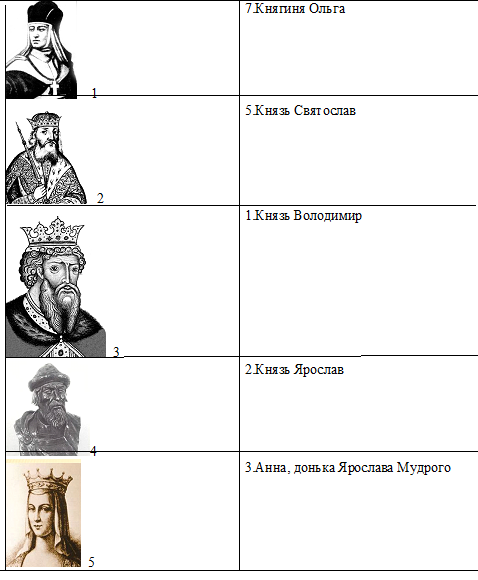 1
7.Княгиня Ольга
2
5.Князь Святослав
3
1.Князь Володимир
4
2.Князь Ярослав
5
3.Анна, донька Ярослава Мудрого